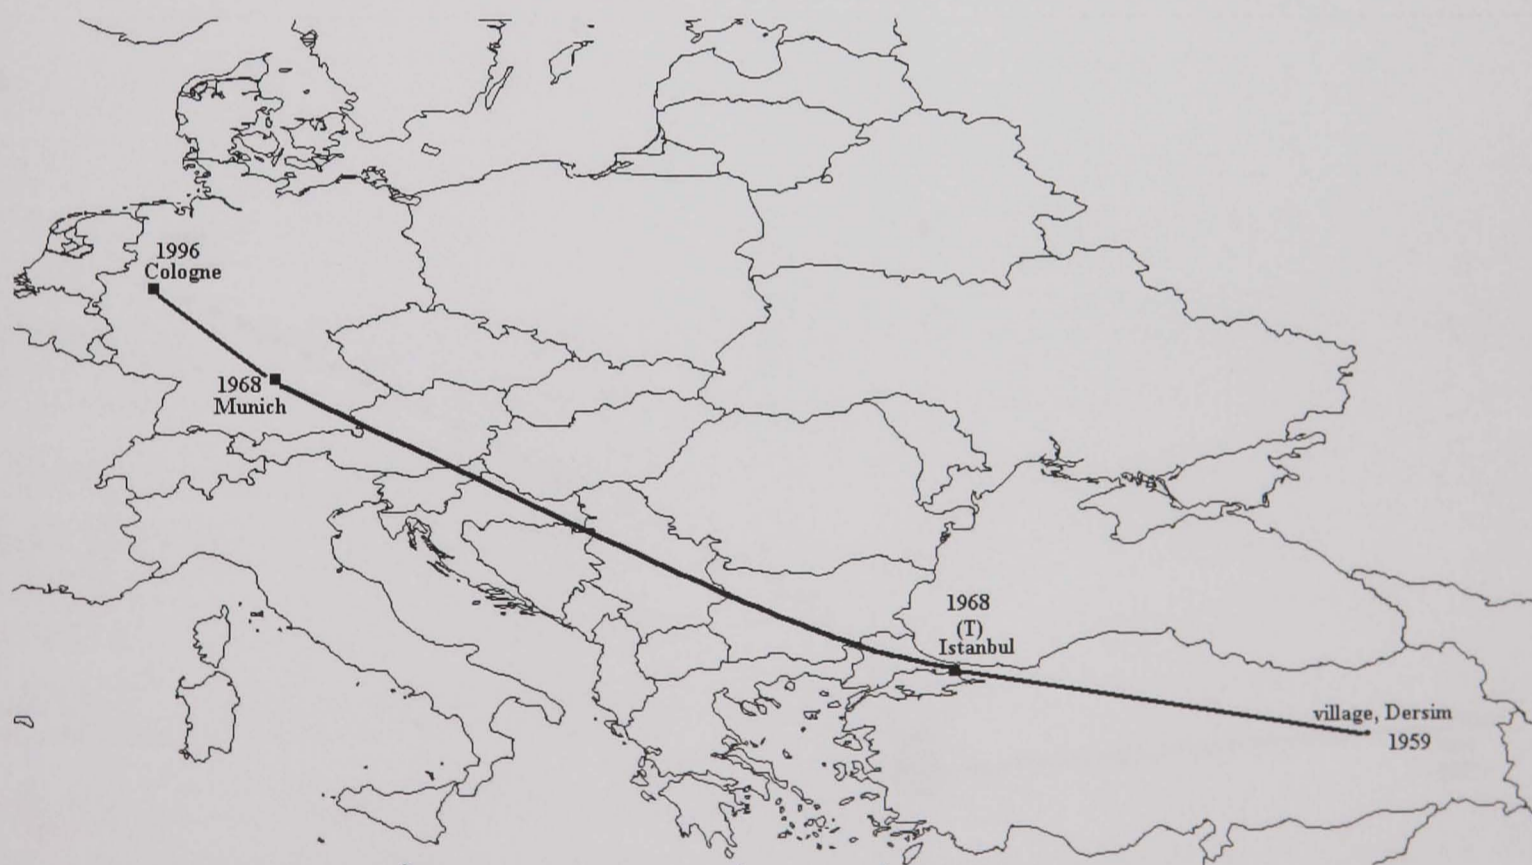 1996
Cologne
1968
Munich
1968
(T)
Istanbul
village, Dersim
1959